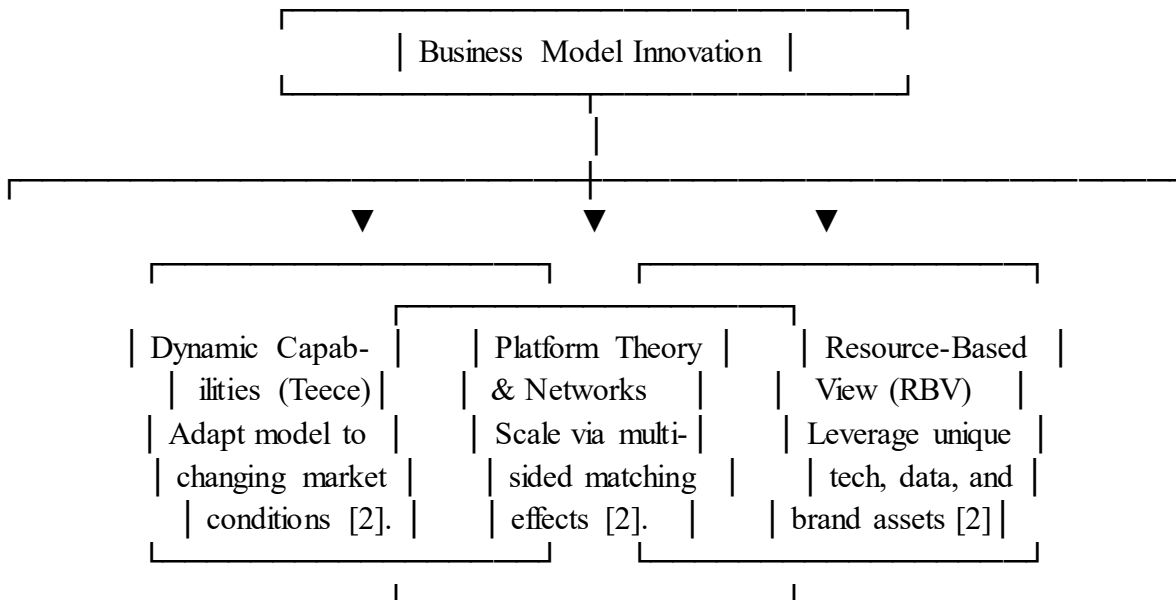 Business Model Innovation
Dynamic Capab-
ilities (Teece)
Adapt model to
changing market
conditions [2].
Platform Theory
& Networks
Scale via multi-
sided matching
effects [2].
Resource-Based
View (RBV)
Leverage unique
tech, data, and
brand assets [2]